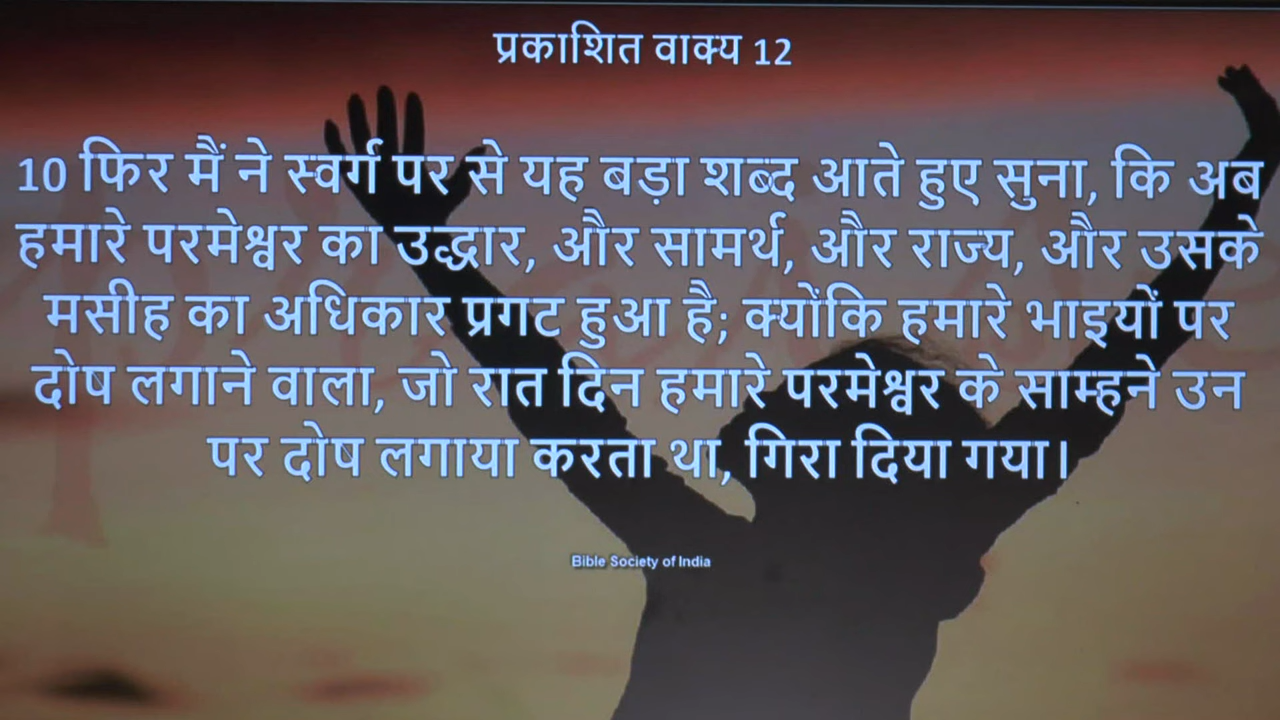 प्रकाशित वाक्य 12
10 फिर मैं ने स्वर्ग पर से यह बड़ा शब्द आते हुए सुना, कि अब
हमारे परमेश्वर का उद्धार, और सामर्थ, और राज्य, और उसके
मसीह का अधिकार प्रगट हुआ है; क्योंकि हमारे भाइयों पर
दोष लगाने वाला, जो रात दिन हमारे परमेश्वर के साम्हने उन
पर दोष लगाया करता था, गिरा दिया गया।
Bible Society of India